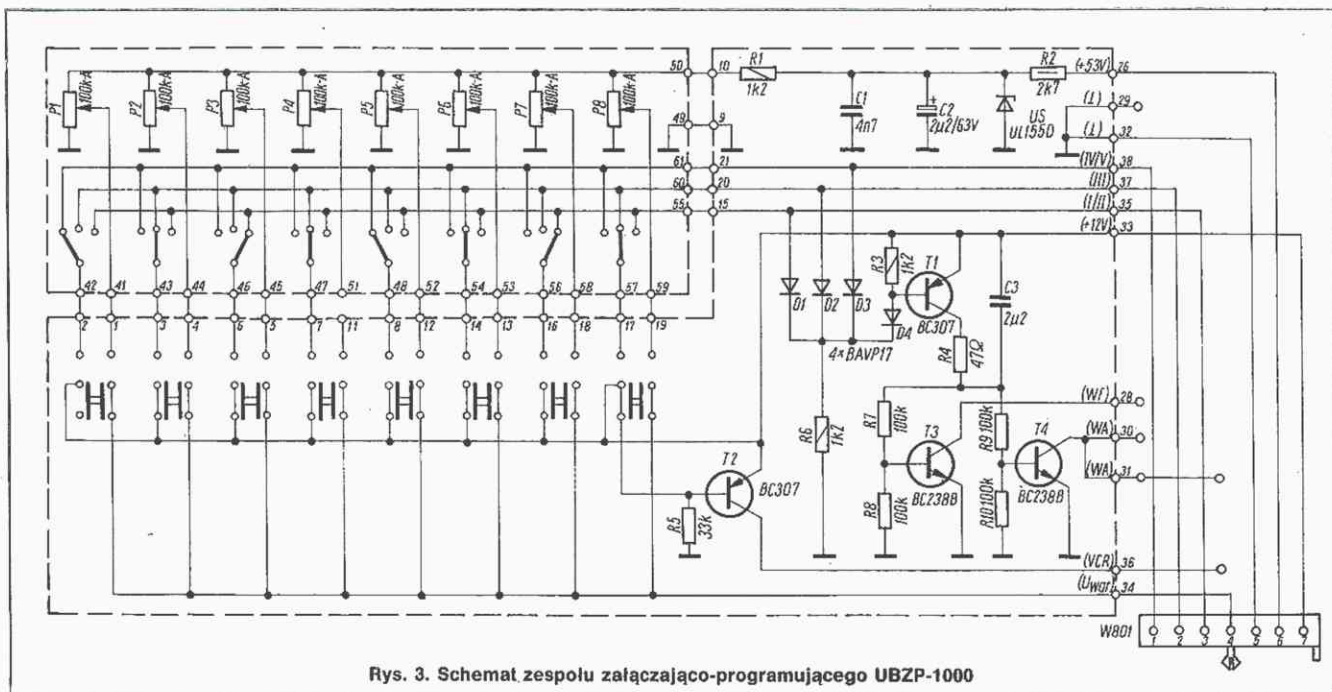 P1 100k-A P2 100k-A P3 100k-A P4 100k-A P5 100k-A P6 100k-A P7 100k-A P8 100k-A
50 10 R1 1k2
C1 4n7
C2 2µ2/63V
+
US UL1550
R2 2k7
(+53V) 26
(⊥) 29
49 9
(⊥) 32
61 21 (IV/V) 38
60 20 (III) 37
55 15 (I/II) 35
(+12V) 33
42 41 43 44 46 45 47 51 48 52 54 53 56 58 57 59
2 1 3 4 6 5 7 11 8 12 14 13 16 18 17 19
D1 D2 D3 D4
4×BAVP17
R3 1k2
T1 BC307
C3 2µ2
R4 47Ω
R6 1k2
R7 100k
R8 100k
T3 BC238B
R9 100k
R10 100k
T4 BC238B
(WF) 28
(WA) 30
(WA) 31
T2 BC307
R5 33k
(VCR) 36
(Uwgr) 34
W801 1 2 3 4 5 6 7
R
Rys. 3. Schemat zespołu załączająco-programującego UBZP-1000